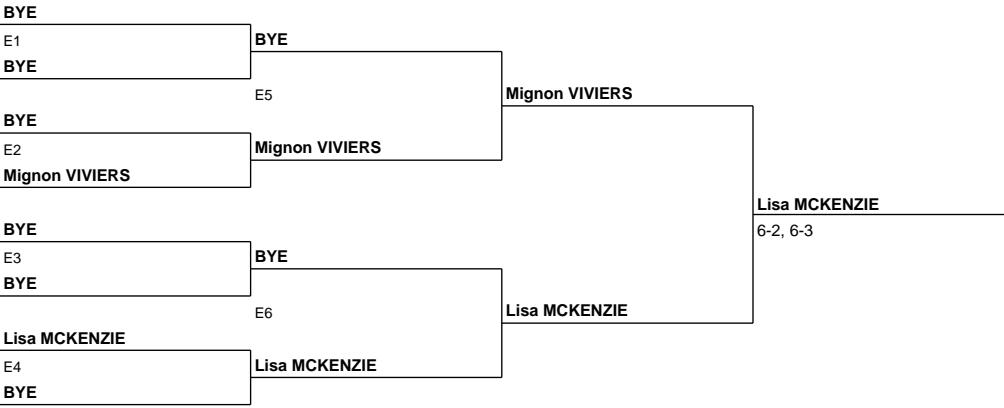 BYE
E1
BYE
BYE
E5
BYE
E2
Mignon VIVIERS
Mignon VIVIERS
Mignon VIVIERS
Lisa MCKENZIE
6-2, 6-3
BYE
E3
BYE
BYE
E6
Lisa MCKENZIE
E4
BYE
Lisa MCKENZIE
Lisa MCKENZIE